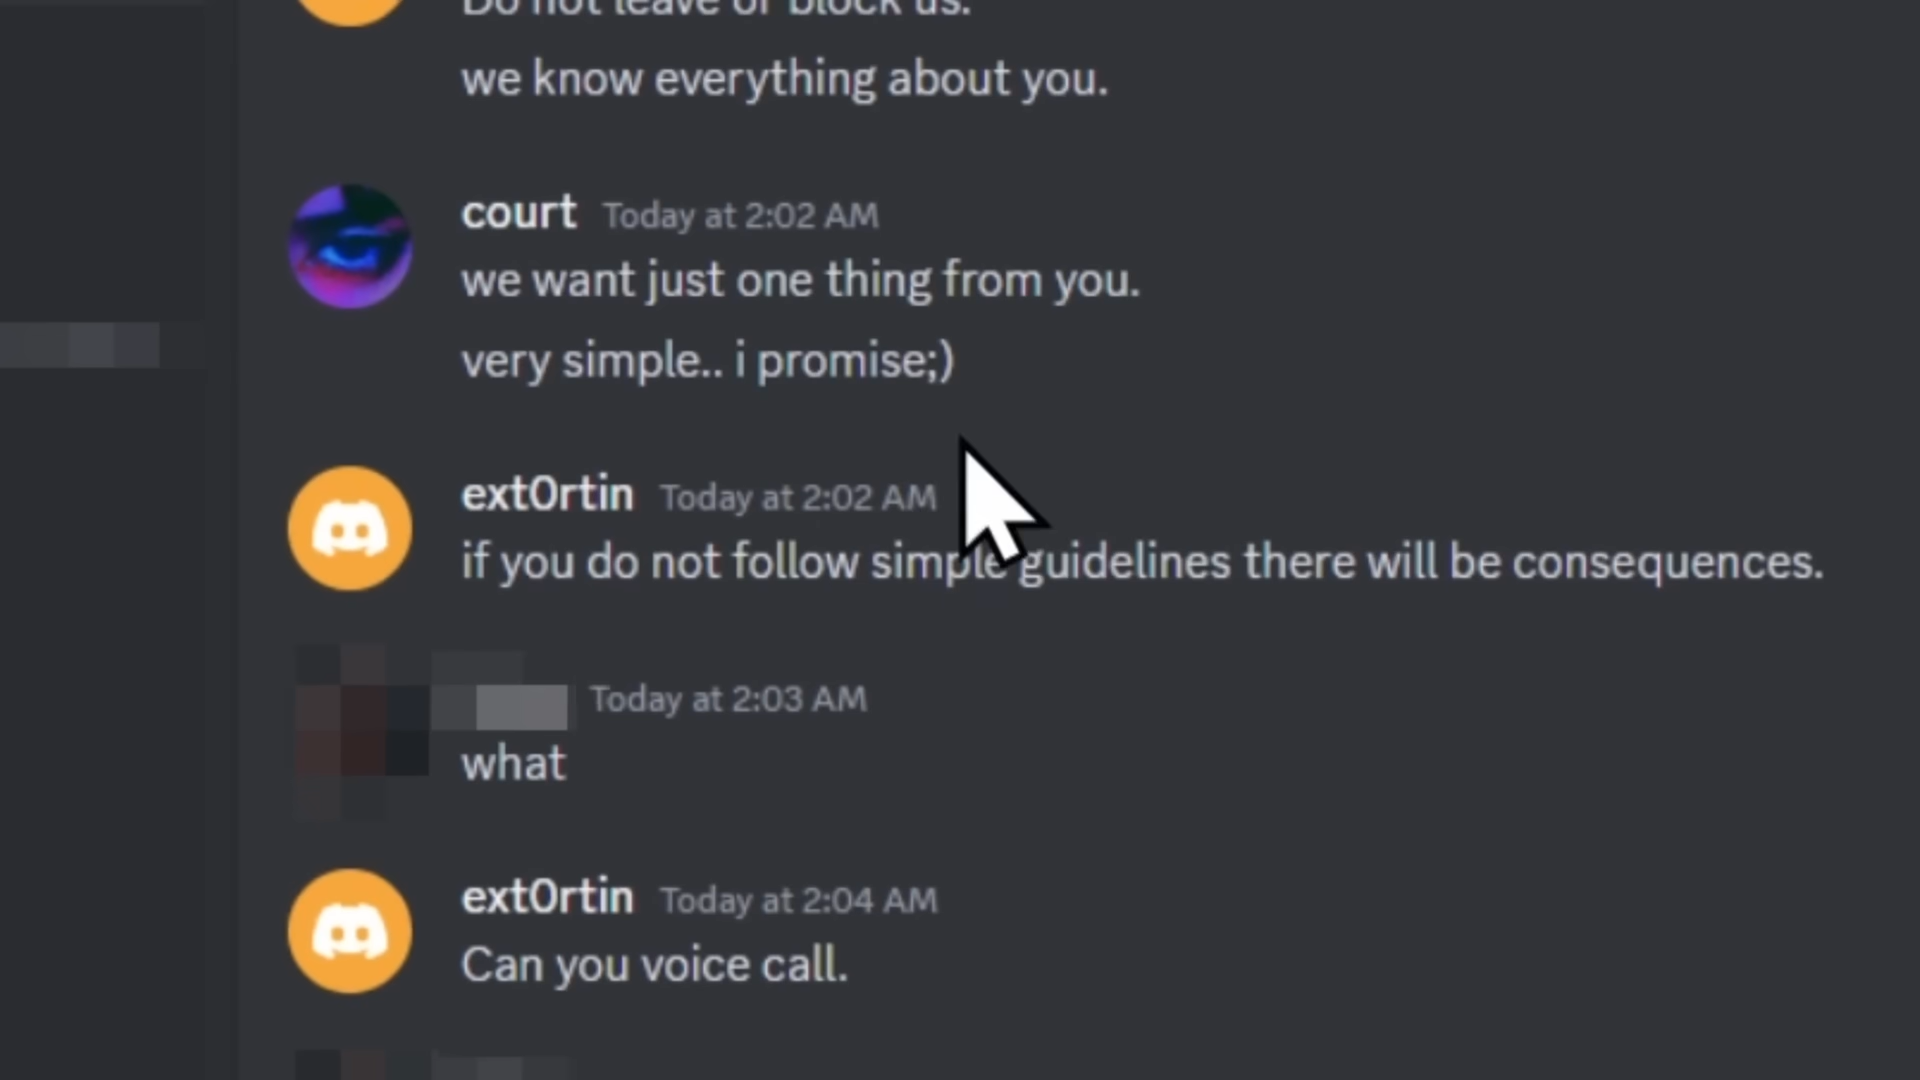 Do not leave or block us.
we know everything about you.
court Today at 2:02 AM
we want just one thing from you.
very simple.. i promise;)
ext0rtin Today at 2:02 AM
if you do not follow simple guidelines there will be consequences.
Today at 2:03 AM
what
ext0rtin Today at 2:04 AM
Can you voice call.